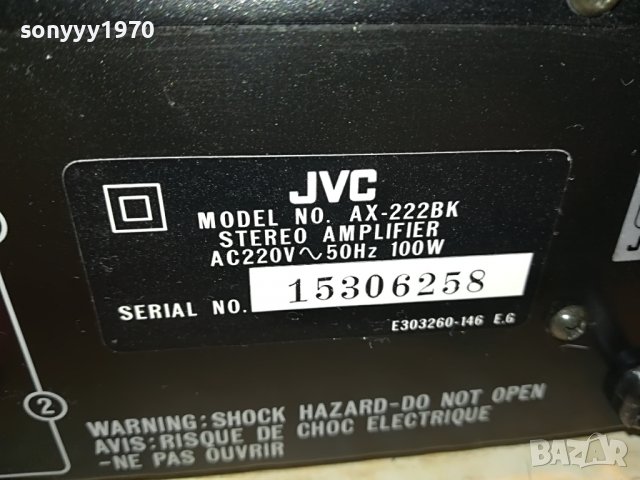 sonyyy1970
JVC
MODEL NO. AX-222BK
STEREO AMPLIFIER
AC220V~50Hz 100W
SERIAL NO. 15306258
E303260-146 E.G
2
WARNING:SHOCK HAZARD-DO NOT OPEN
AVIS:RISQUE DE CHOC ELECTRIQUE
-NE PAS OUVRIR
BAZAR